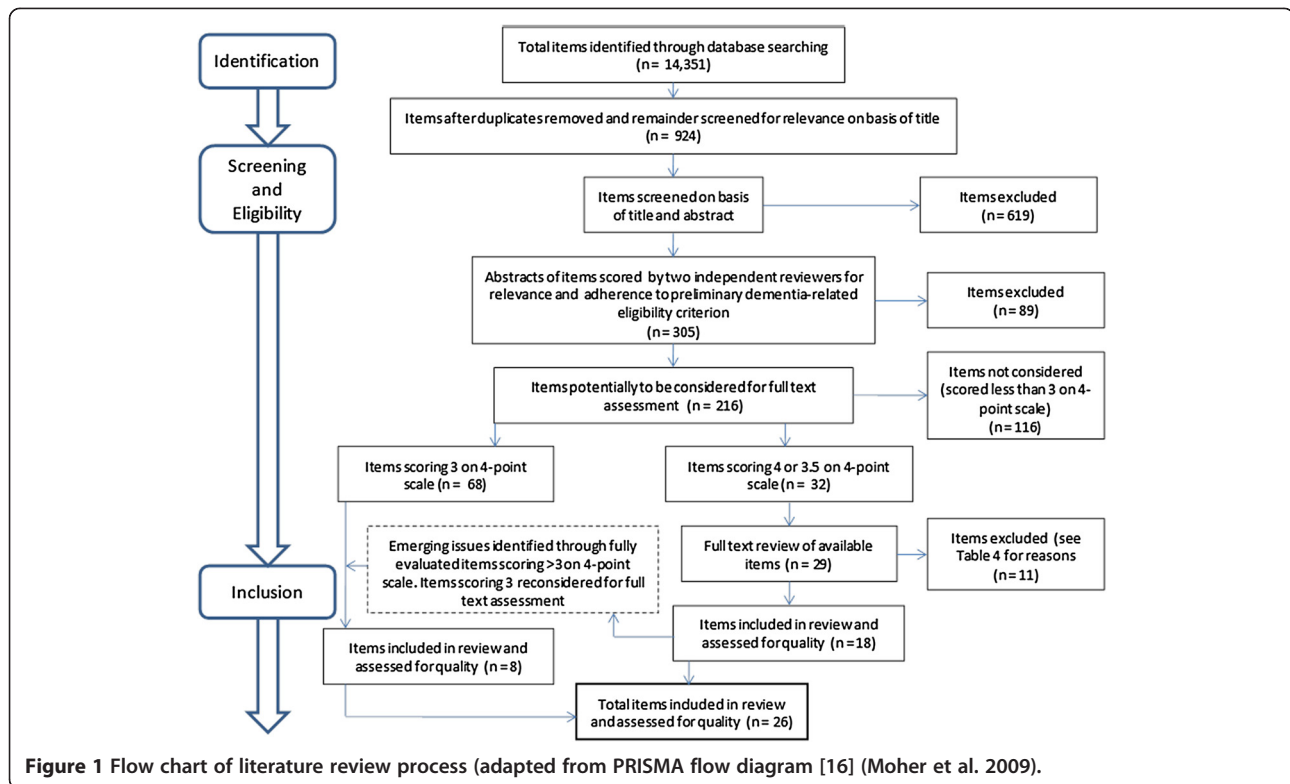 Identification
Total items identified through database searching
(n = 14,351)
Items after duplicates removed and remainder screened for relevance on basis of title
(n = 924)
Screening
and
Eligibility
Items screened on basis
of title and abstract
Items excluded
(n = 619)
Abstracts of items scored by two independent reviewers for
relevance and adherence to preliminary dementia-related
eligibility criterion
(n = 305)
Items excluded
(n = 89)
Items potentially to be considered for full text
assessment (n = 216)
Items not considered
(scored less than 3 on 4-
point scale)
(n = 116)
Items scoring 3 on 4-point
scale (n = 68)
Items scoring 4 or 3.5 on 4-point
scale (n = 32)
Emerging issues identified through fully
evaluated items scoring >3 on 4-point
scale. Items scoring 3 reconsidered for full
text assessment
Full text review of available
items (n = 29)
Items excluded (see
Table 4 for reasons
(n = 11)
Inclusion
Items included in review and
assessed for quality (n = 8)
Items included in review and
assessed for quality (n = 18)
Total items included in review
and assessed for quality (n = 26)
Figure 1 Flow chart of literature review process (adapted from PRISMA flow diagram [16] (Moher et al. 2009).